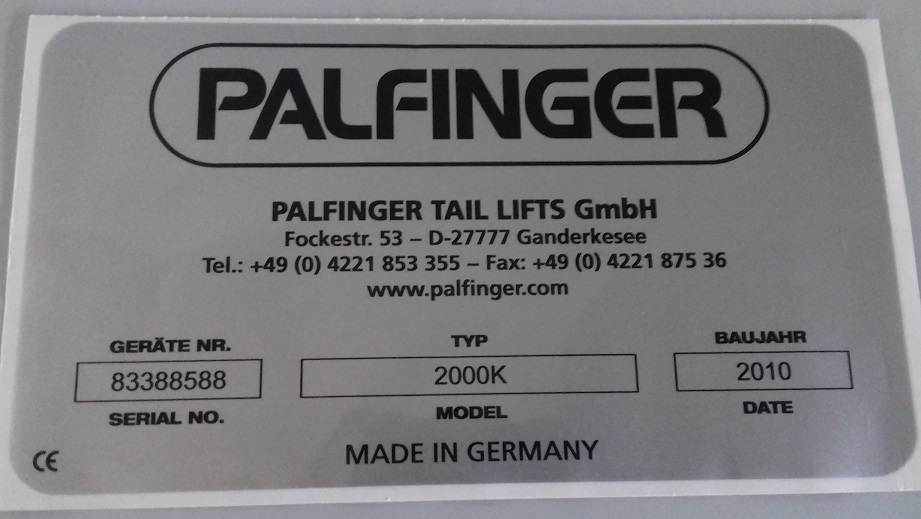 PALFINGER
PALFINGER TAIL LIFTS GmbH
Fockestr. 53 – D-27777 Ganderkesee
Tel.: +49 (0) 4221 853 355 – Fax: +49 (0) 4221 875 36
www.palfinger.com
GERÄTE NR. TYP BAUJAHR
83388588 2000K 2010
SERIAL NO. MODEL DATE
MADE IN GERMANY
CE